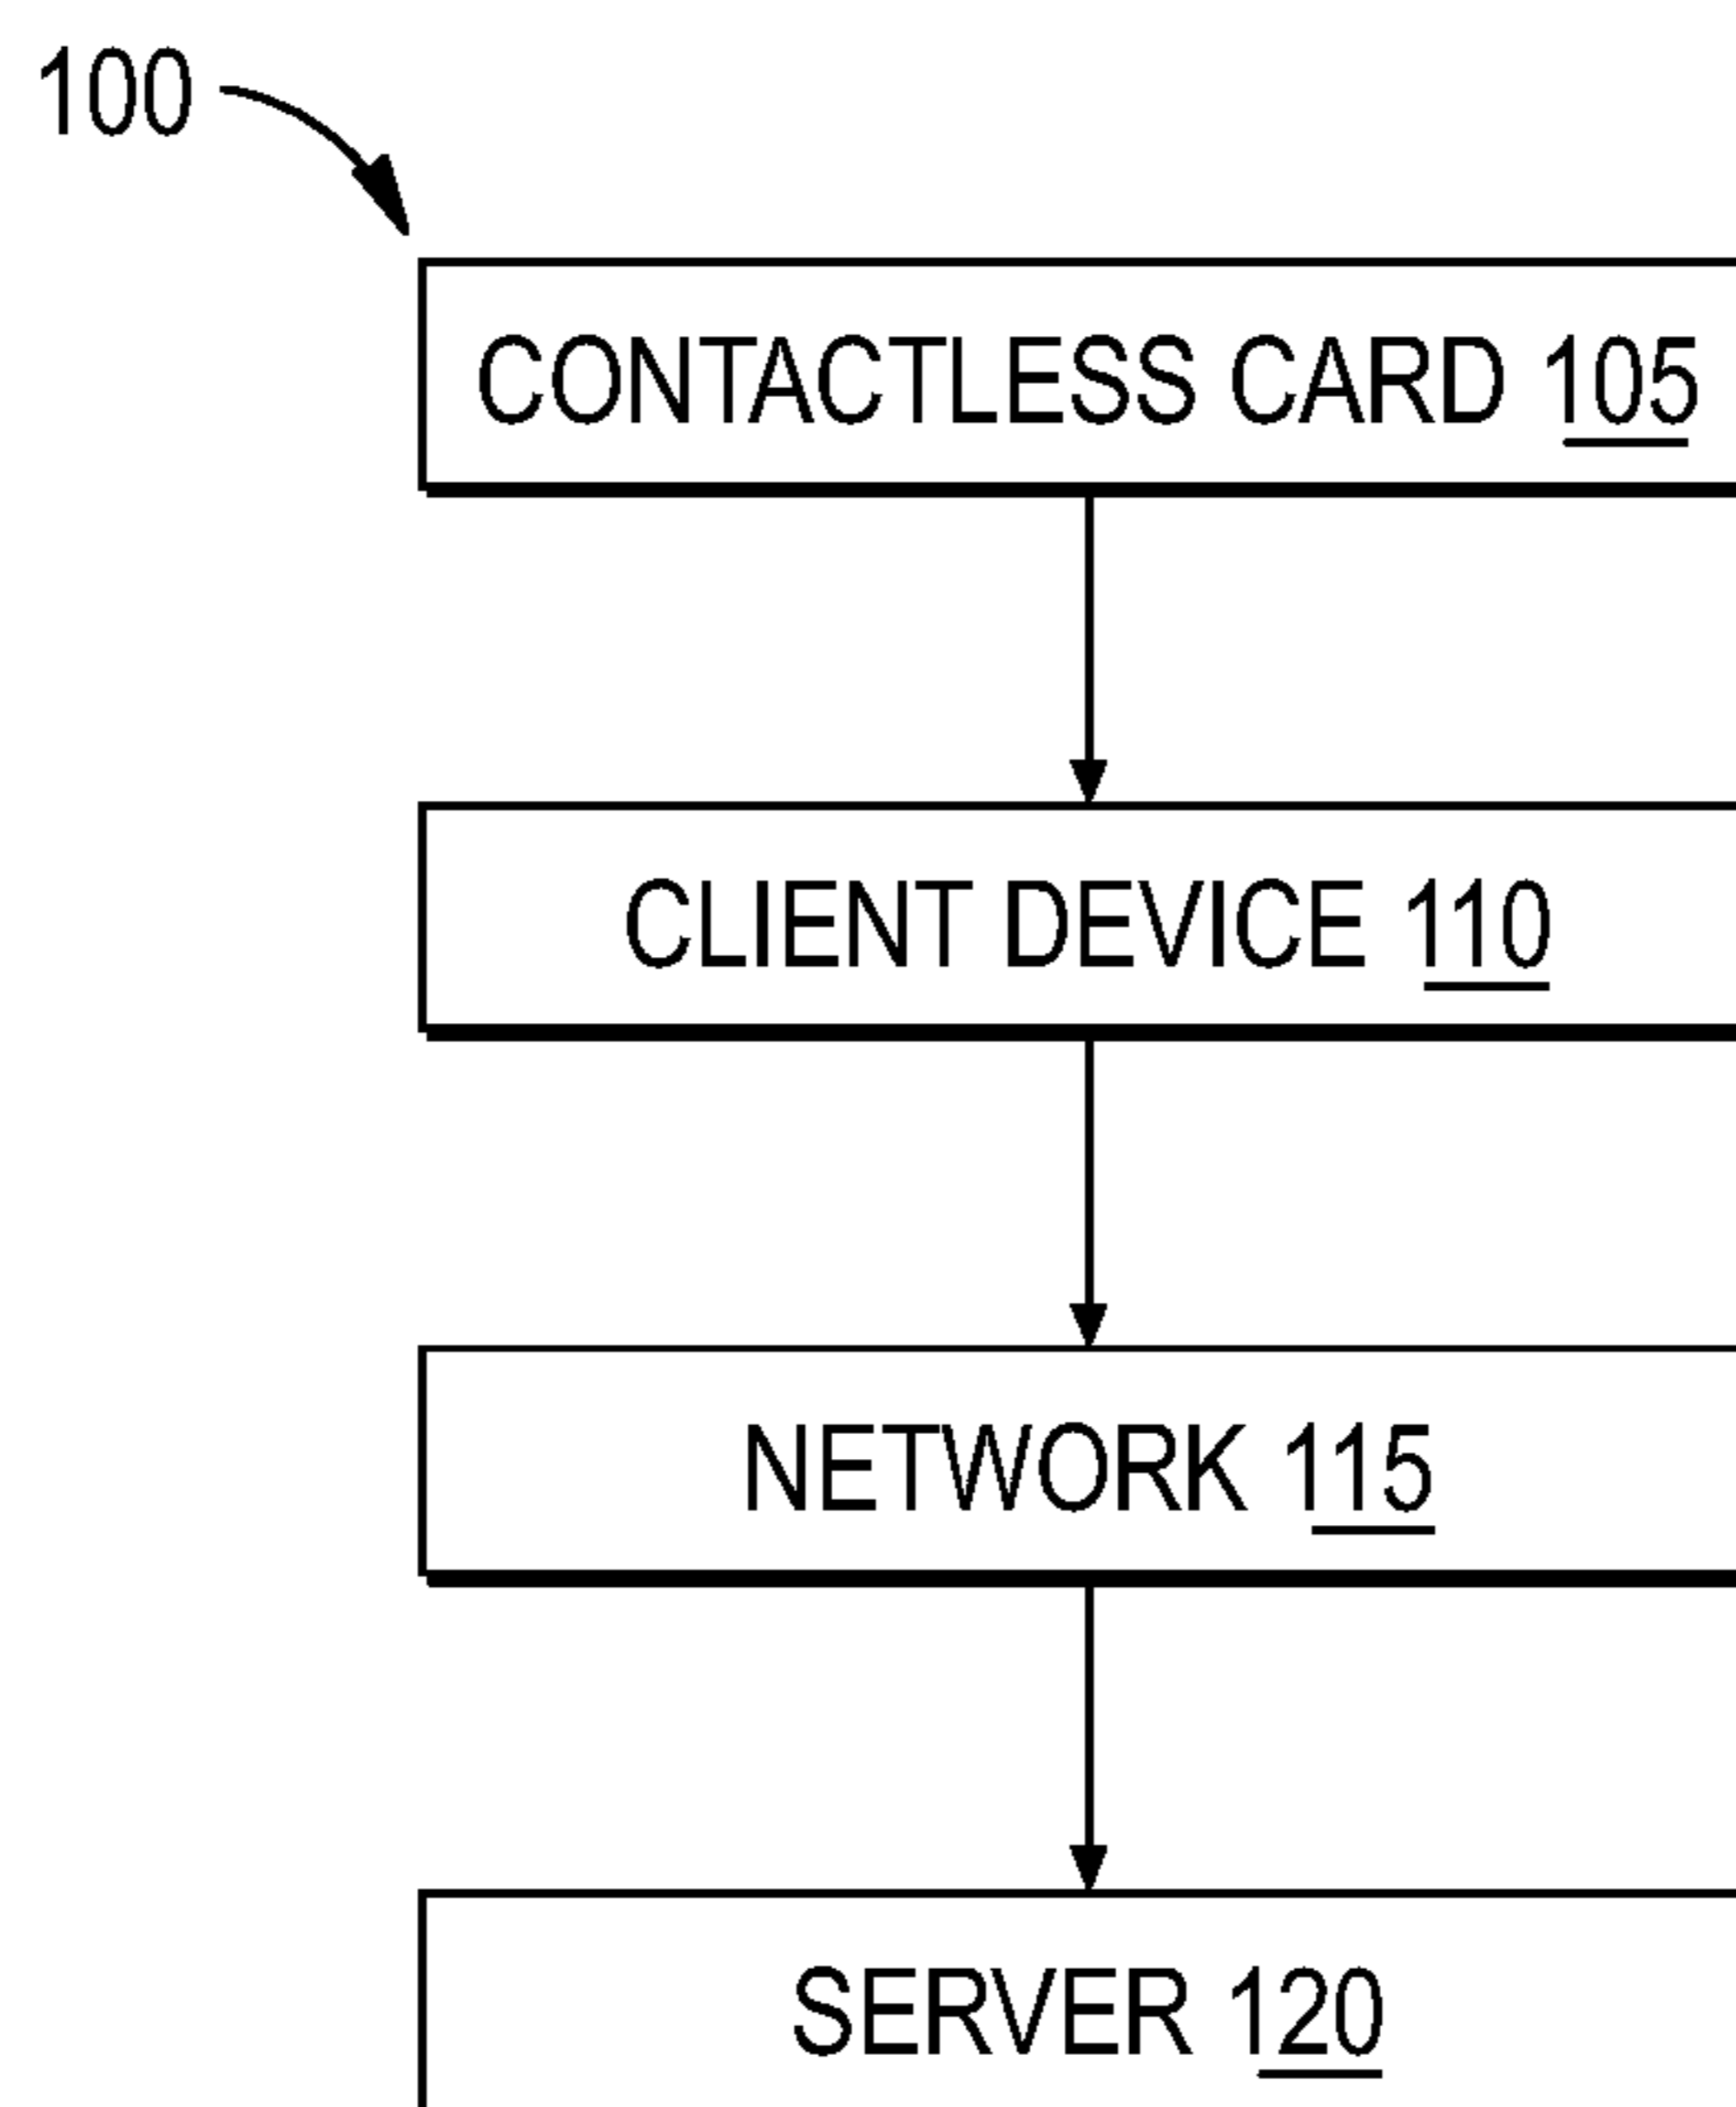 100
CONTACTLESS CARD 105
CLIENT DEVICE 110
NETWORK 115
SERVER 120